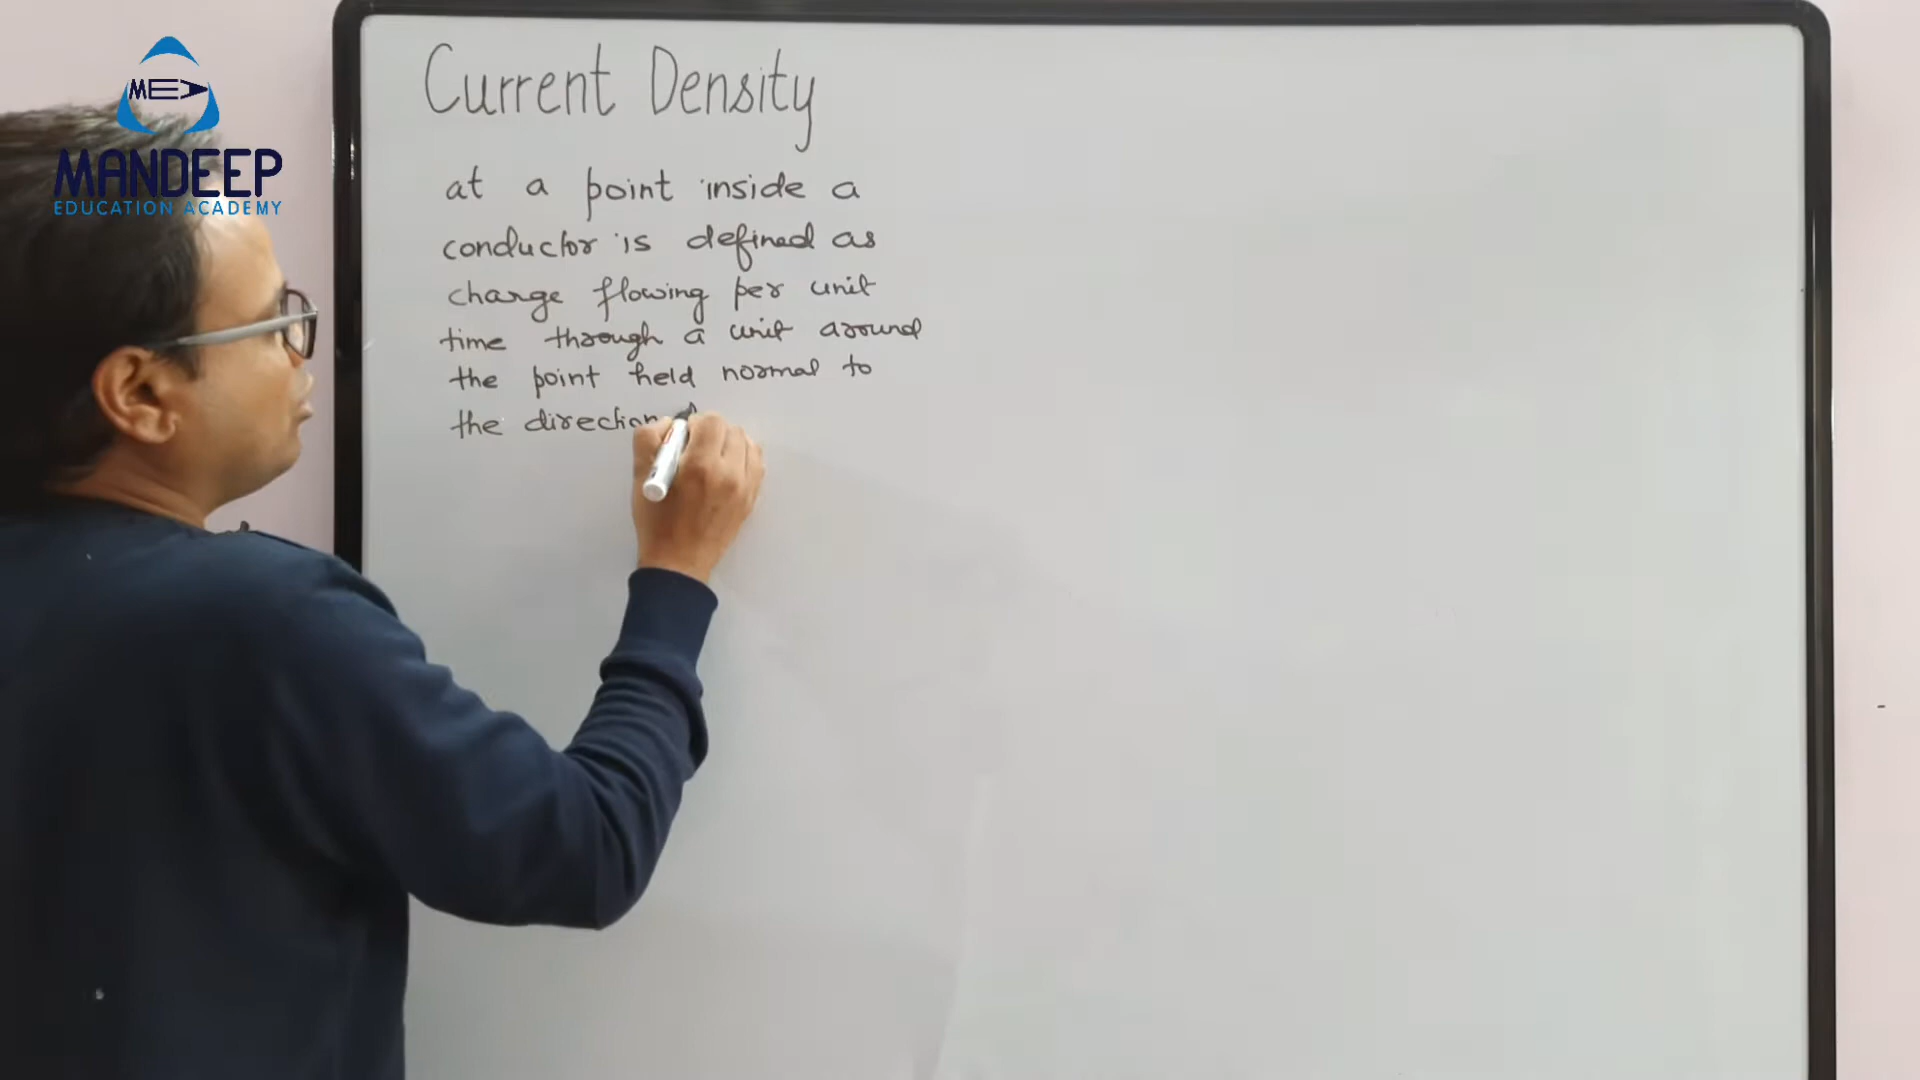 MED
MANDEEP
EDUCATION ACADEMY
Current Density
at a point inside a
conductor is defined as
charge flowing per unit
time through a unit around
the point held normal to
the direction